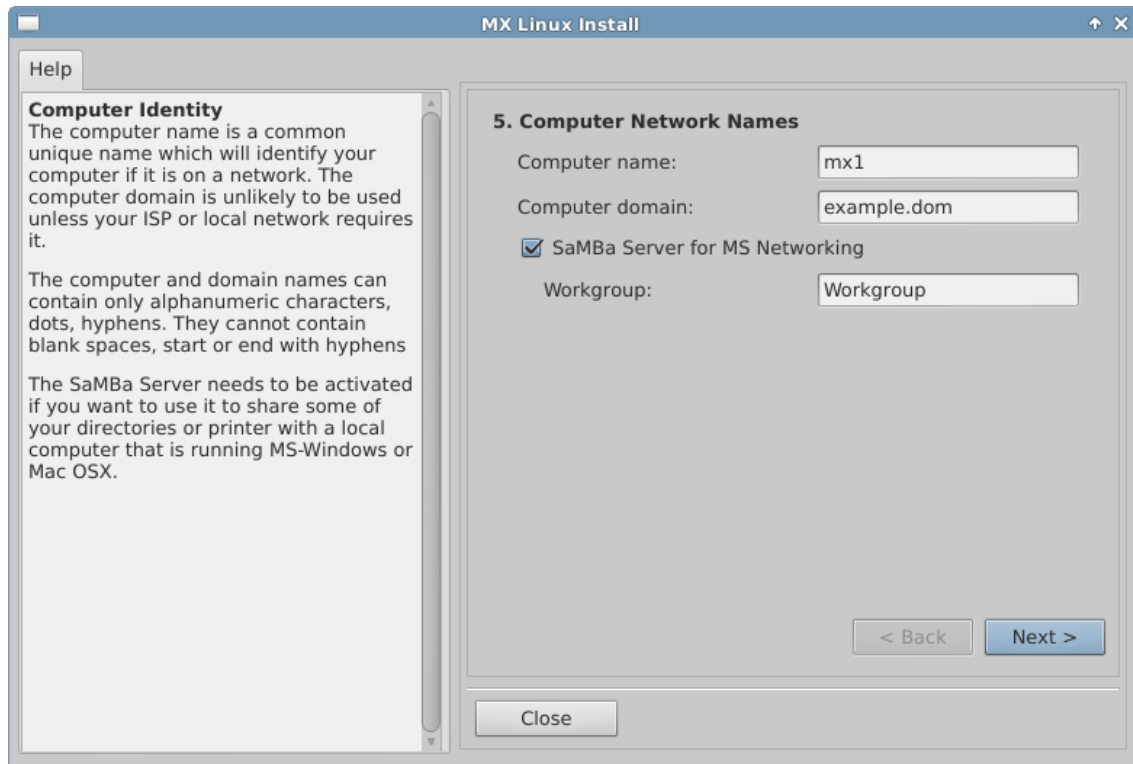 MX Linux Install
Help
Computer Identity
The computer name is a common
unique name which will identify your
computer if it is on a network. The
computer domain is unlikely to be used
unless your ISP or local network requires
it.
The computer and domain names can
contain only alphanumeric characters,
dots, hyphens. They cannot contain
blank spaces, start or end with hyphens
The SaMBa Server needs to be activated
if you want to use it to share some of
your directories or printer with a local
computer that is running MS-Windows or
Mac OSX.
5. Computer Network Names
Computer name: mx1
Computer domain: example.dom
SaMBa Server for MS Networking
Workgroup: Workgroup
< Back Next >
Close